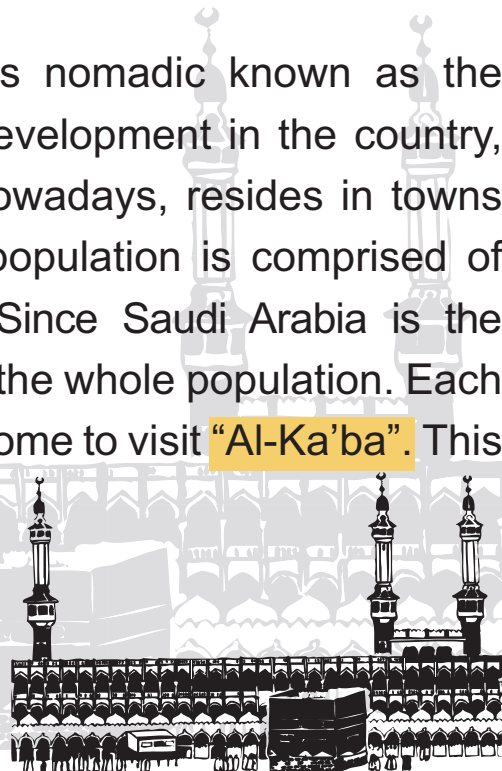 s nomadic known as the
evelopment in the country,
owadays, resides in towns
population is comprised of
Since Saudi Arabia is the
the whole population. Each
ome to visit “Al-Ka’ba”. This